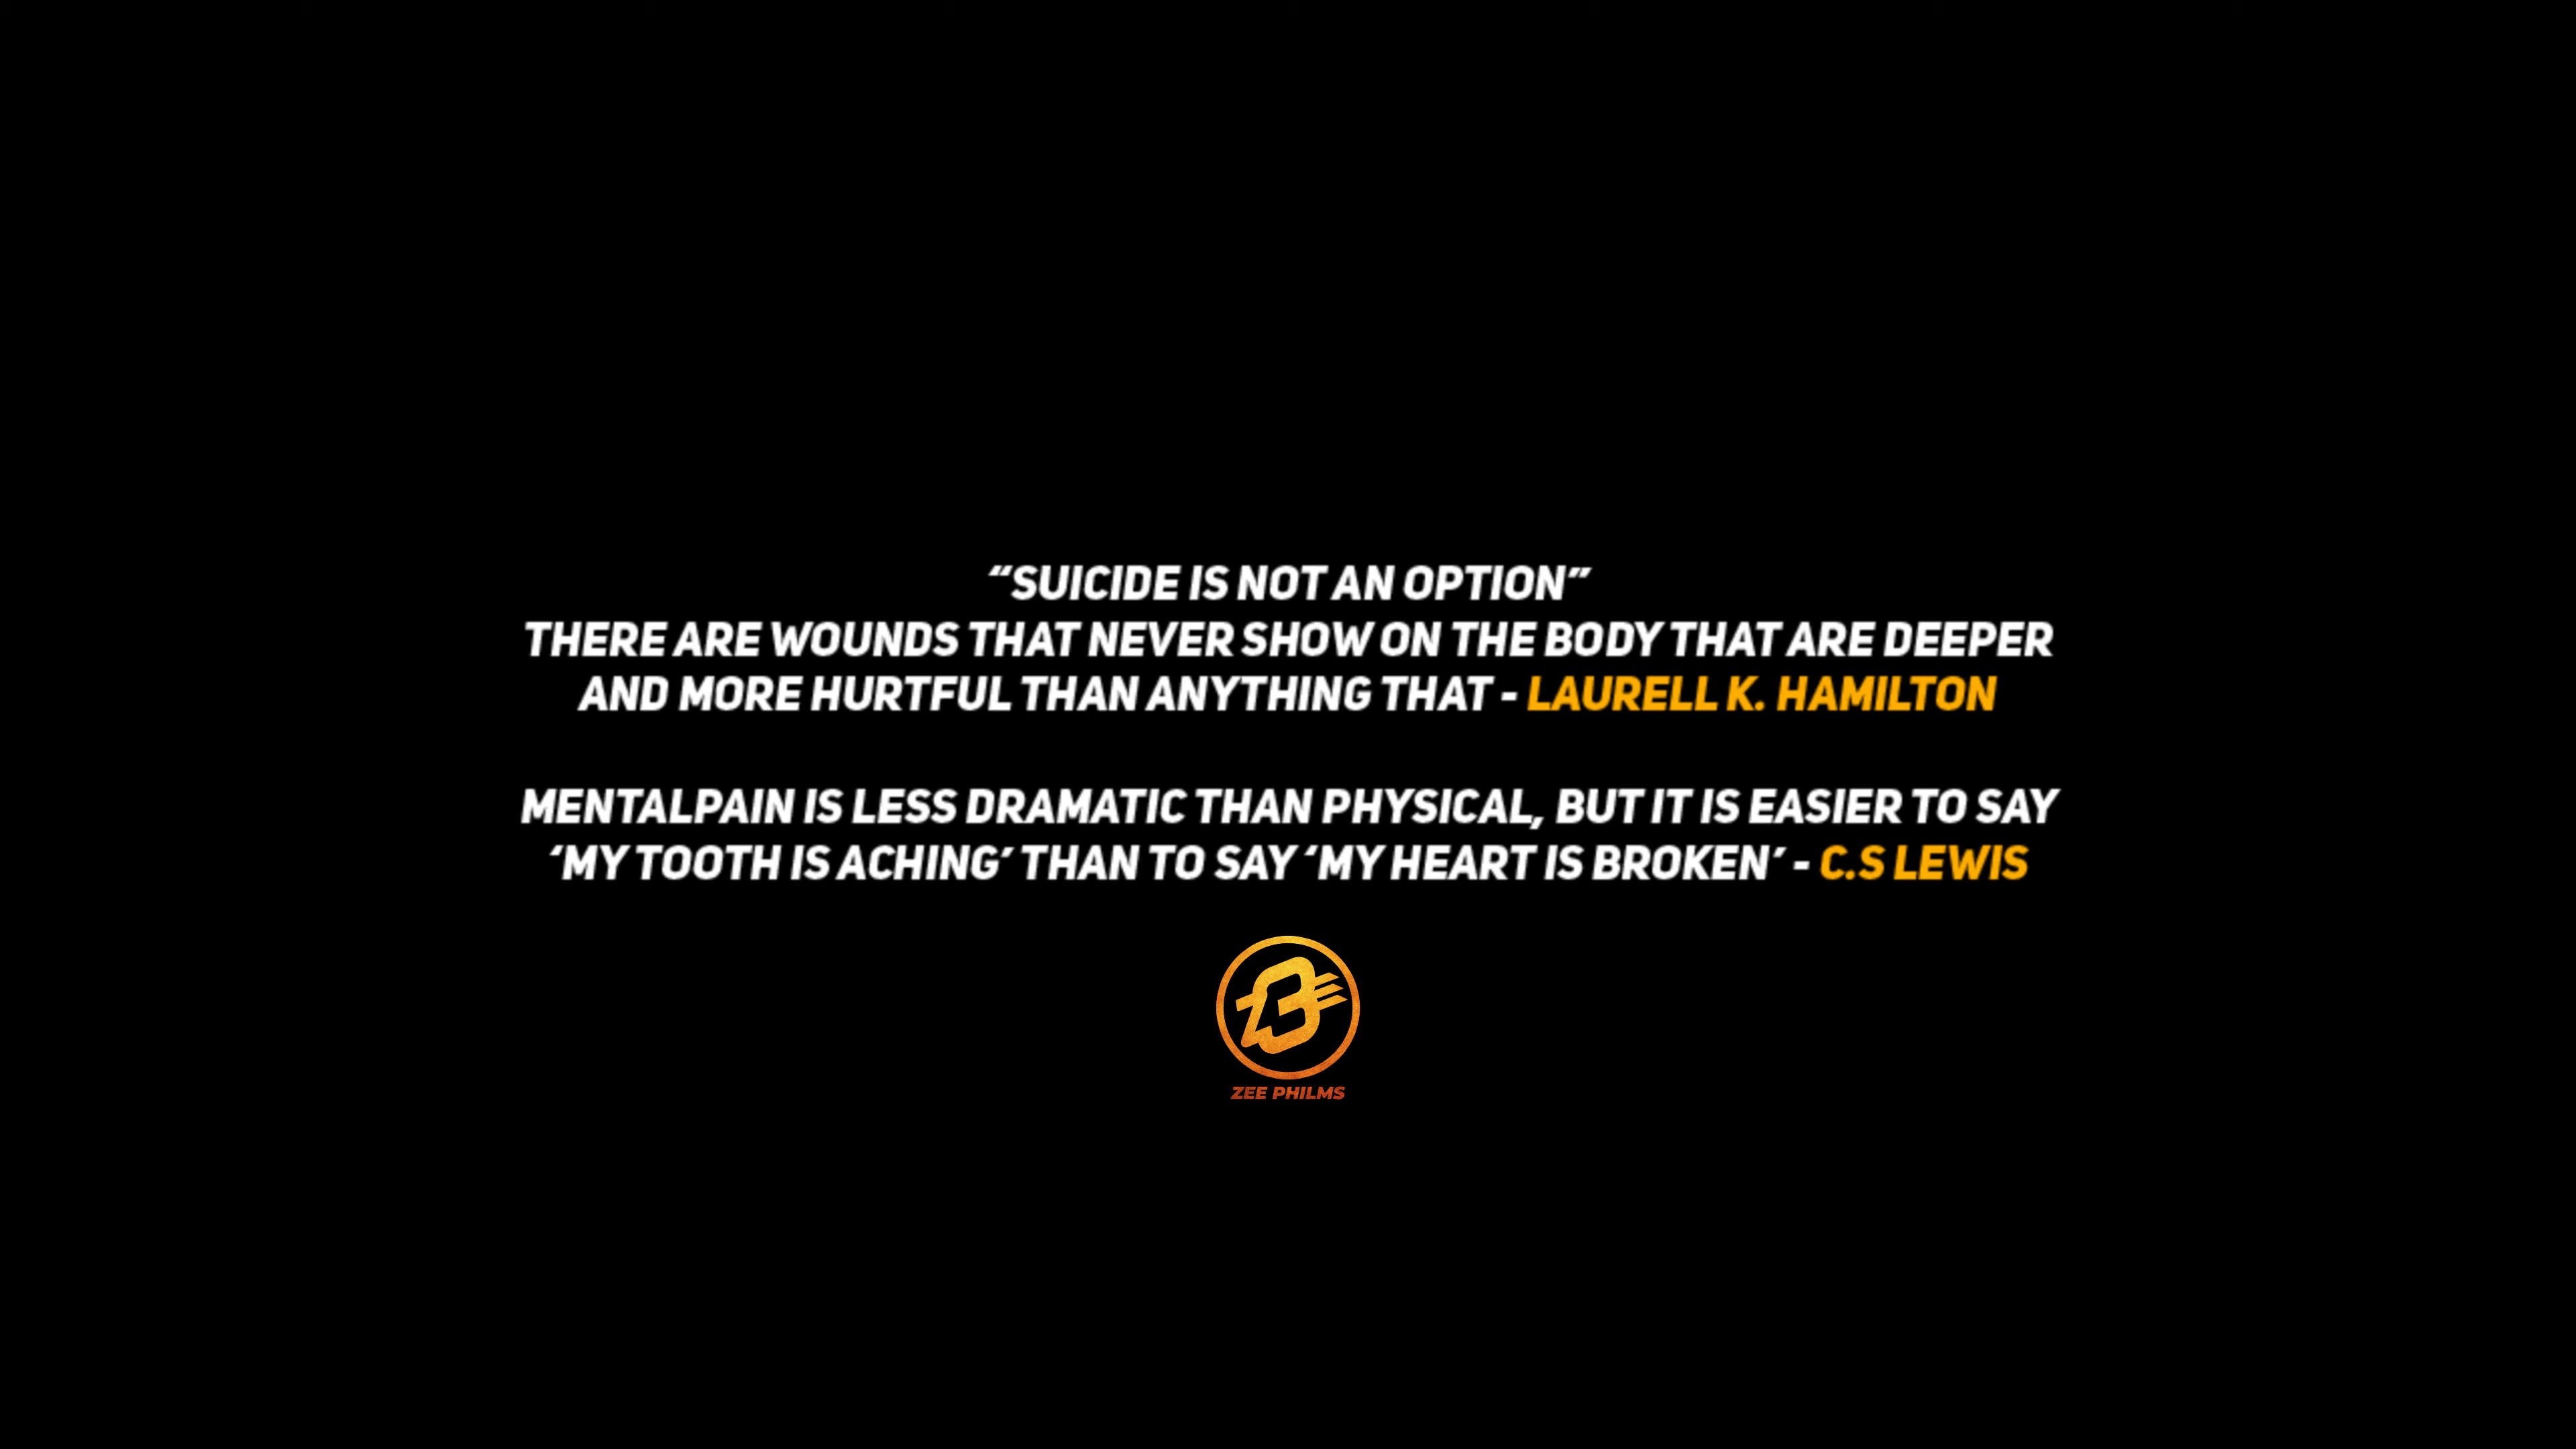 “SUICIDE IS NOT AN OPTION”
THERE ARE WOUNDS THAT NEVER SHOW ON THE BODY THAT ARE DEEPER
AND MORE HURTFUL THAN ANYTHING THAT - LAURELL K. HAMILTON
MENTALPAIN IS LESS DRAMATIC THAN PHYSICAL, BUT IT IS EASIER TO SAY
‘MY TOOTH IS ACHING’ THAN TO SAY ‘MY HEART IS BROKEN’ - C.S LEWIS
ZEE PHILMS